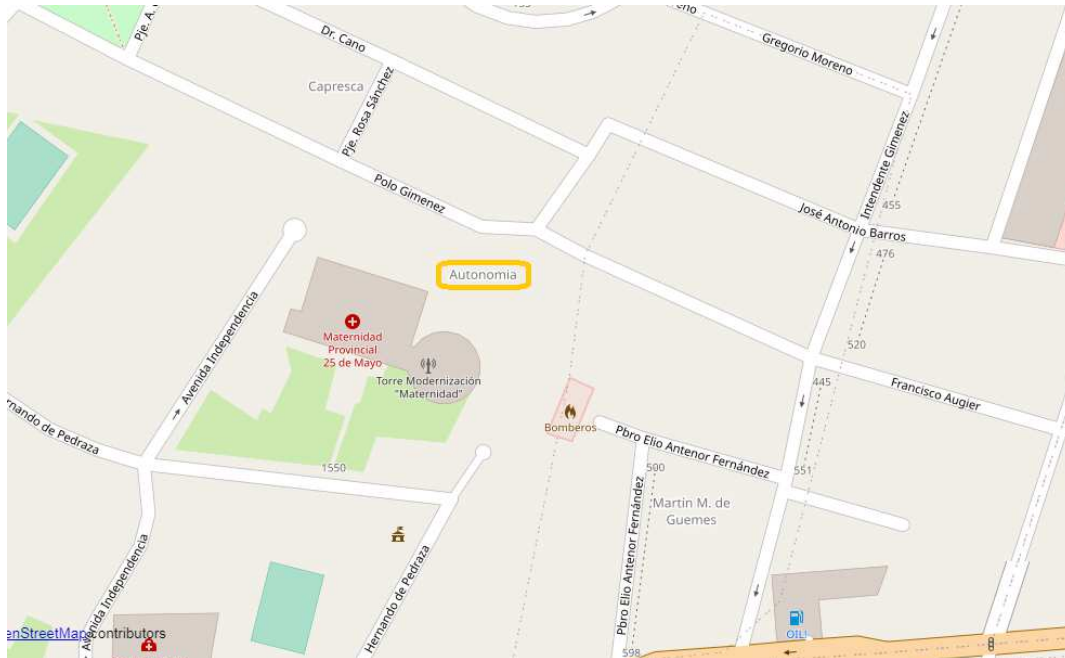 Pje. A.
Dr. Cano
Gregorio Moreno
Capresca
Pje. Rosa Sánchez
Intendente Gimenez
Polo Gimenez
455
José Antonio Barros
476
Autonomia
Avenida Independencia
Maternidad
Provincial
25 de Mayo
520
Torre Modernización
"Maternidad"
445
Francisco Augier
Bomberos
Pbro Elio Antenor Fernández
nando de Pedraza
1550
500
551
Martín M. de
Guemes
Pbro Elio Antenor Fernández
Hernando de Pedraza
Avenida Independencia
OIL!
enStreetMap contributors
598